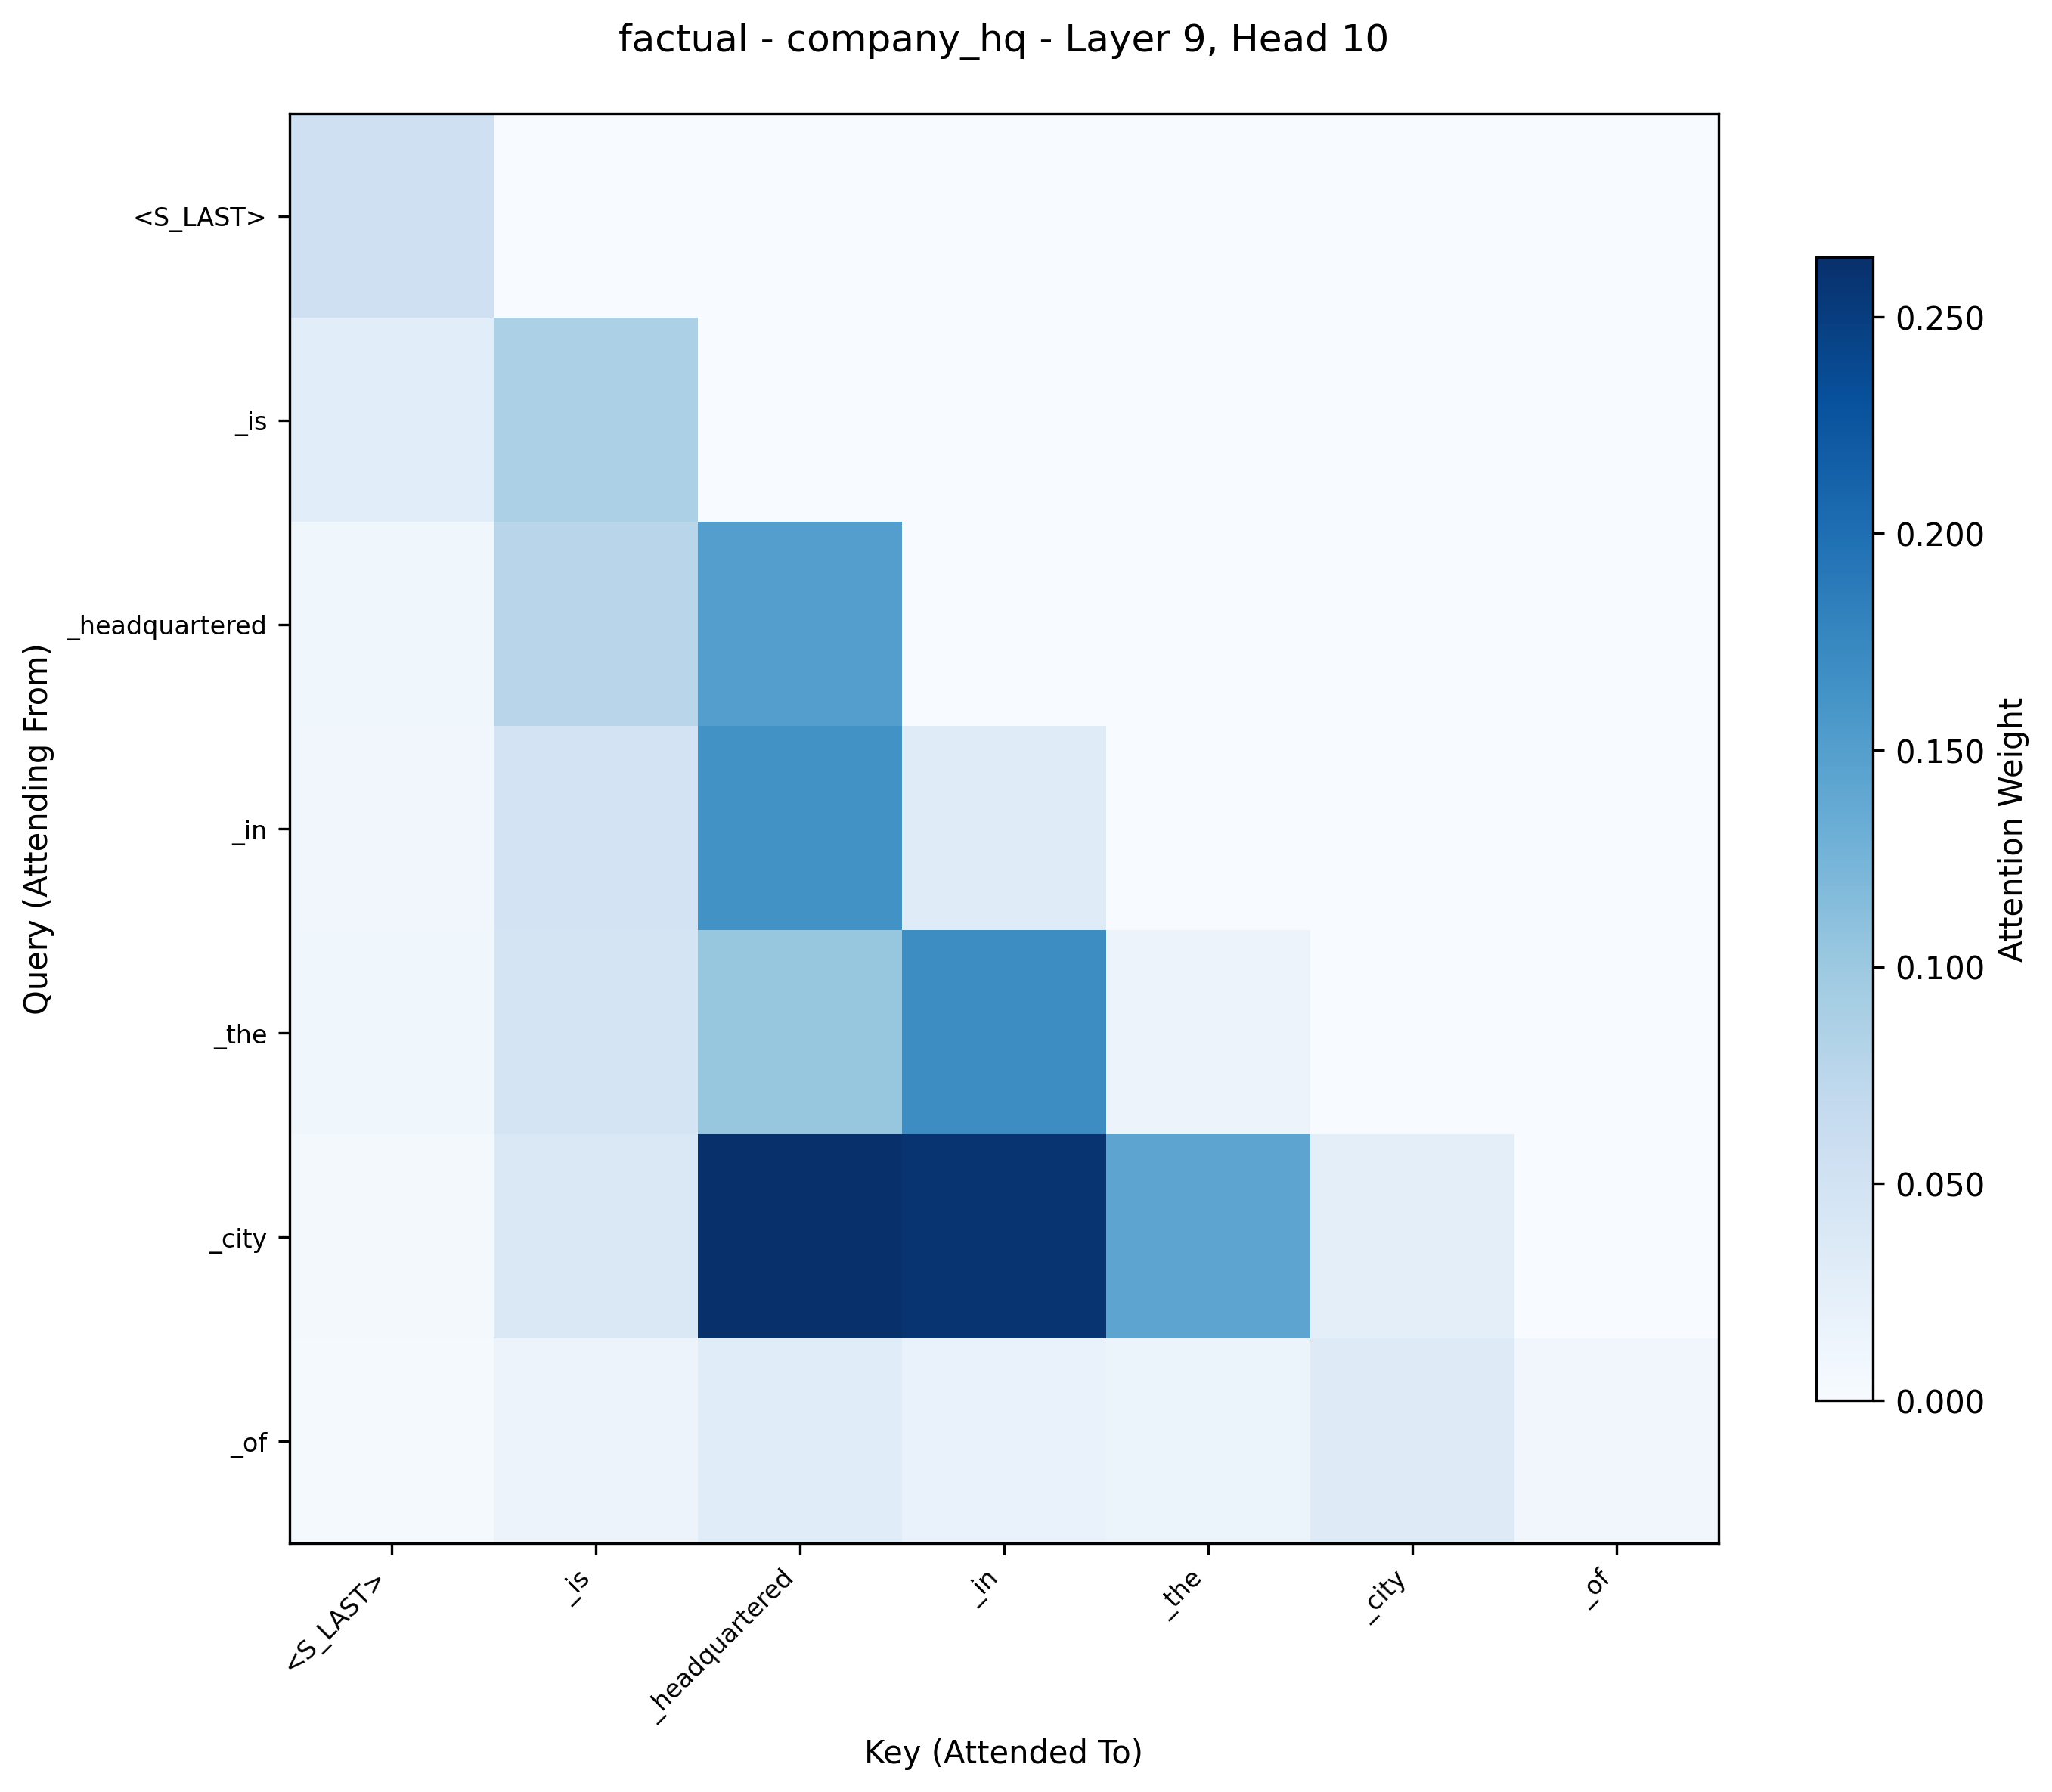 factual - company_hq - Layer 9, Head 10
<S_LAST>
_is
_headquartered
_in
_the
_city
_of
Query (Attending From)
<S_LAST>
_is
_headquartered
_in
_the
_city
_of
Key (Attended To)
0.250
0.200
0.150
0.100
0.050
0.000
Attention Weight